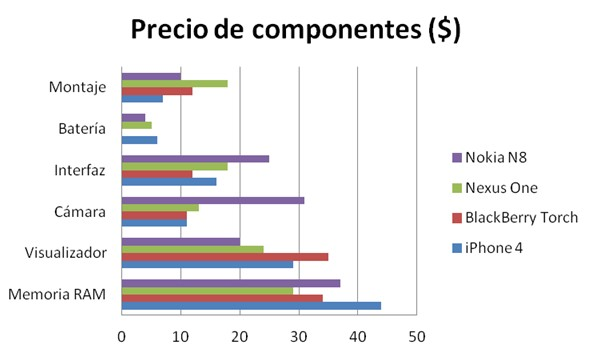 Precio de componentes ($)
Montaje
Batería
Interfaz
Cámara
Visualizador
Memoria RAM
0 10 20 30 40 50
Nokia N8
Nexus One
BlackBerry Torch
iPhone 4